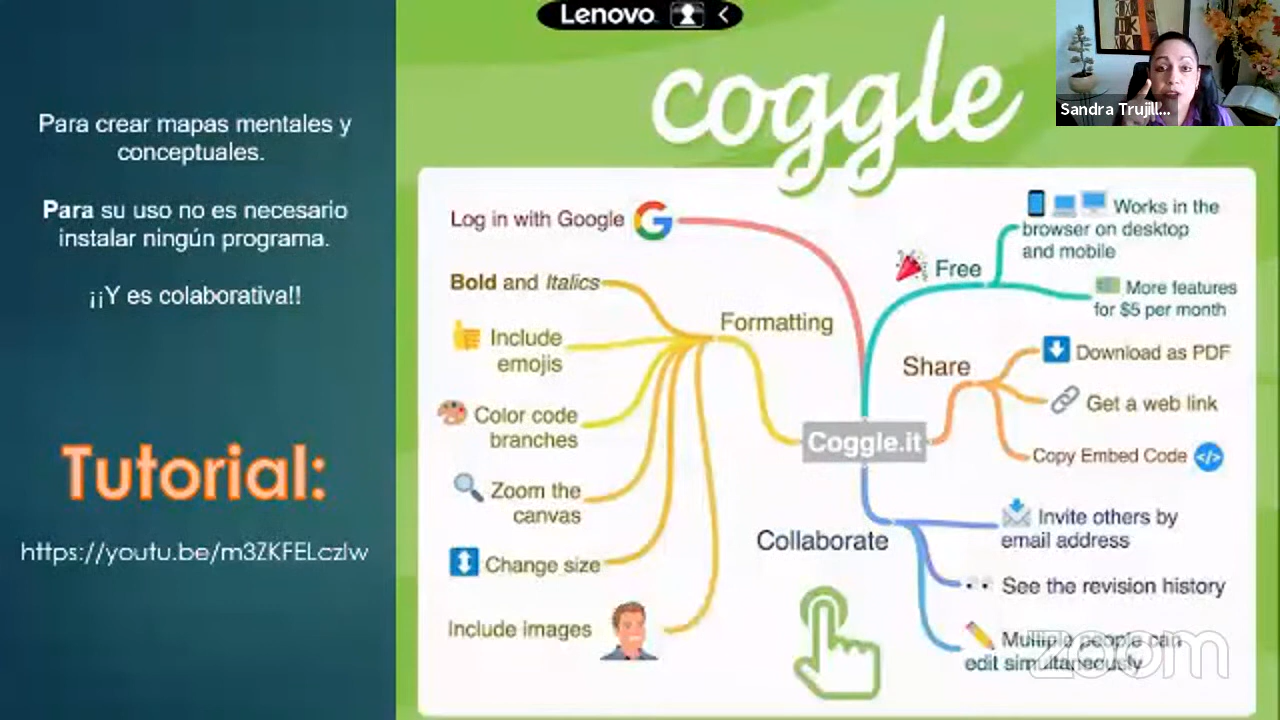 Lenovo
Sandra Trujill...
Para crear mapas mentales y
conceptuales.
Para su uso no es necesario
instalar ningún programa.
¡¡Y es colaborativa!!
Tutorial:
https://youtu.be/m3ZKFELczlw
coggle
Log in with Google
Bold and Italics
Include
emojis
Color code
branches
Zoom the
canvas
Change size
Include images
Formatting
Coggle.it
Free
Works in the
browser on desktop
and mobile
More features
for $5 per month
Share
Download as PDF
Get a web link
Copy Embed Code
Collaborate
Invite others by
email address
See the revision history
Multiple people can
edit simultaneously
zoom